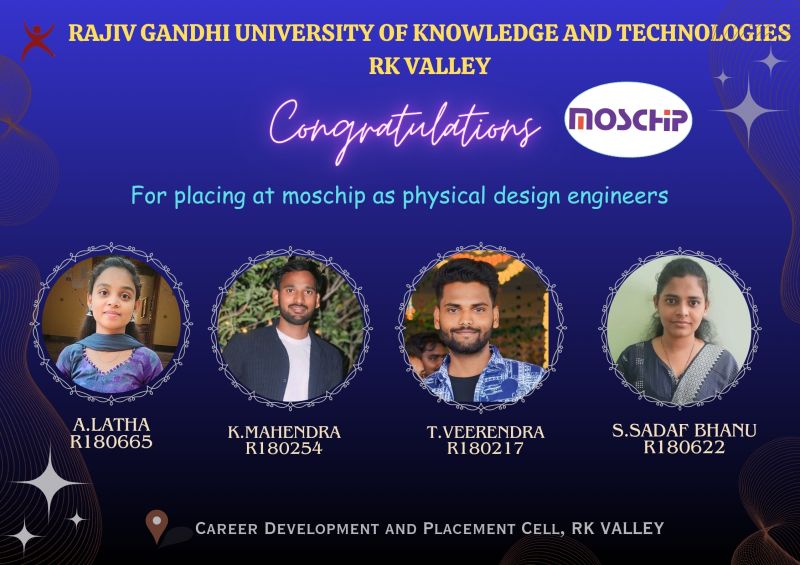 RAJIV GANDHI UNIVERSITY OF KNOWLEDGE AND TECHNOLOGIES
RK VALLEY
Congratulations
MOSCHIP
For placing at moschip as physical design engineers
A.LATHA
R180665
K.MAHENDRA
R180254
T.VEERENDRA
R180217
S.SADAF BHANU
R180622
CAREER DEVELOPMENT AND PLACEMENT CELL, RK VALLEY